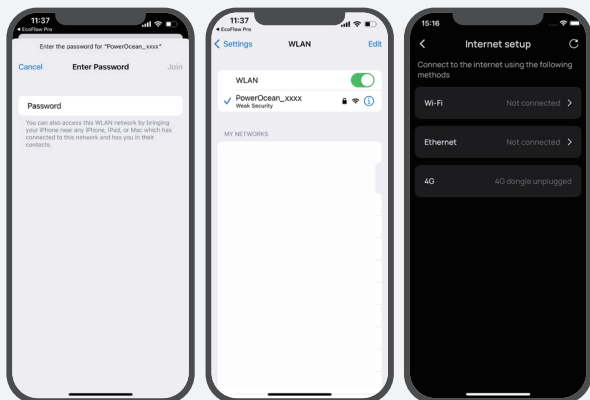 11:37
◀ EcoFlow Pro
Enter the password for “PowerOcean_xxxx”
Cancel
Enter Password
Join
Password
You can also access this WLAN network by bringing
your iPhone near any iPhone, iPad, or Mac which has
connected to this network and has you in their
contacts.
11:37
◀ EcoFlow Pro
Settings
WLAN
Edit
WLAN
PowerOcean_xxxx
Weak Security
MY NETWORKS
15:16
Internet setup
Connect to the internet using the following
methods
Wi-Fi
Not connected
Ethernet
Not connected
4G
4G dongle unplugged